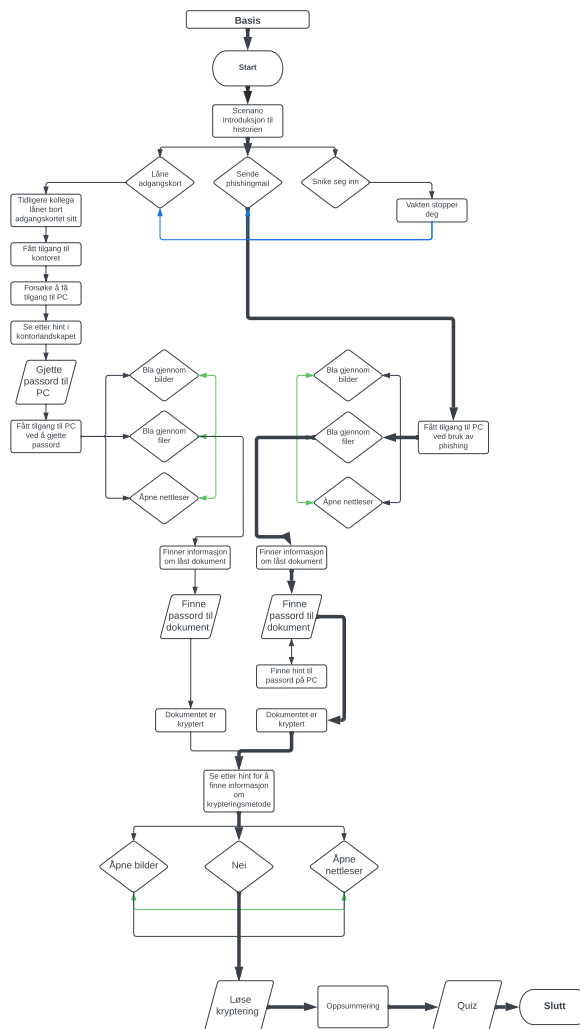 Basis
Start
Scenario
Introduksjon til
historien
Låne
adgangskort
Sende
phishingmail
Snike seg inn
Tidligere kollega
låner bort
adgangskortet sitt
Vakten stopper
deg
Fått tilgang til
kontoret
Forsøke å få
tilgang til PC
Se etter hint i
kontorlandskapet
Gjette
passord til
PC
Fått tilgang til PC
ved å gjette
passord
Bla gjennom
bilder
Bla gjennom
filer
Åpne nettleser
Bla gjennom
bilder
Bla gjennom
filer
Åpne nettleser
Fått tilgang til PC
ved bruk av
phishing
Finner informasjon
om låst dokument
Finner informasjon
om låst dokument
Finne
passord til
dokument
Finne
passord til
dokument
Finne hint til
passord på PC
Dokumentet er
kryptert
Dokumentet er
kryptert
Se etter hint for å
finne informasjon
om
krypteringsmetode
Åpne bilder
Nei
Åpne
nettleser
Løse
kryptering
Oppsummering
Quiz
Slutt